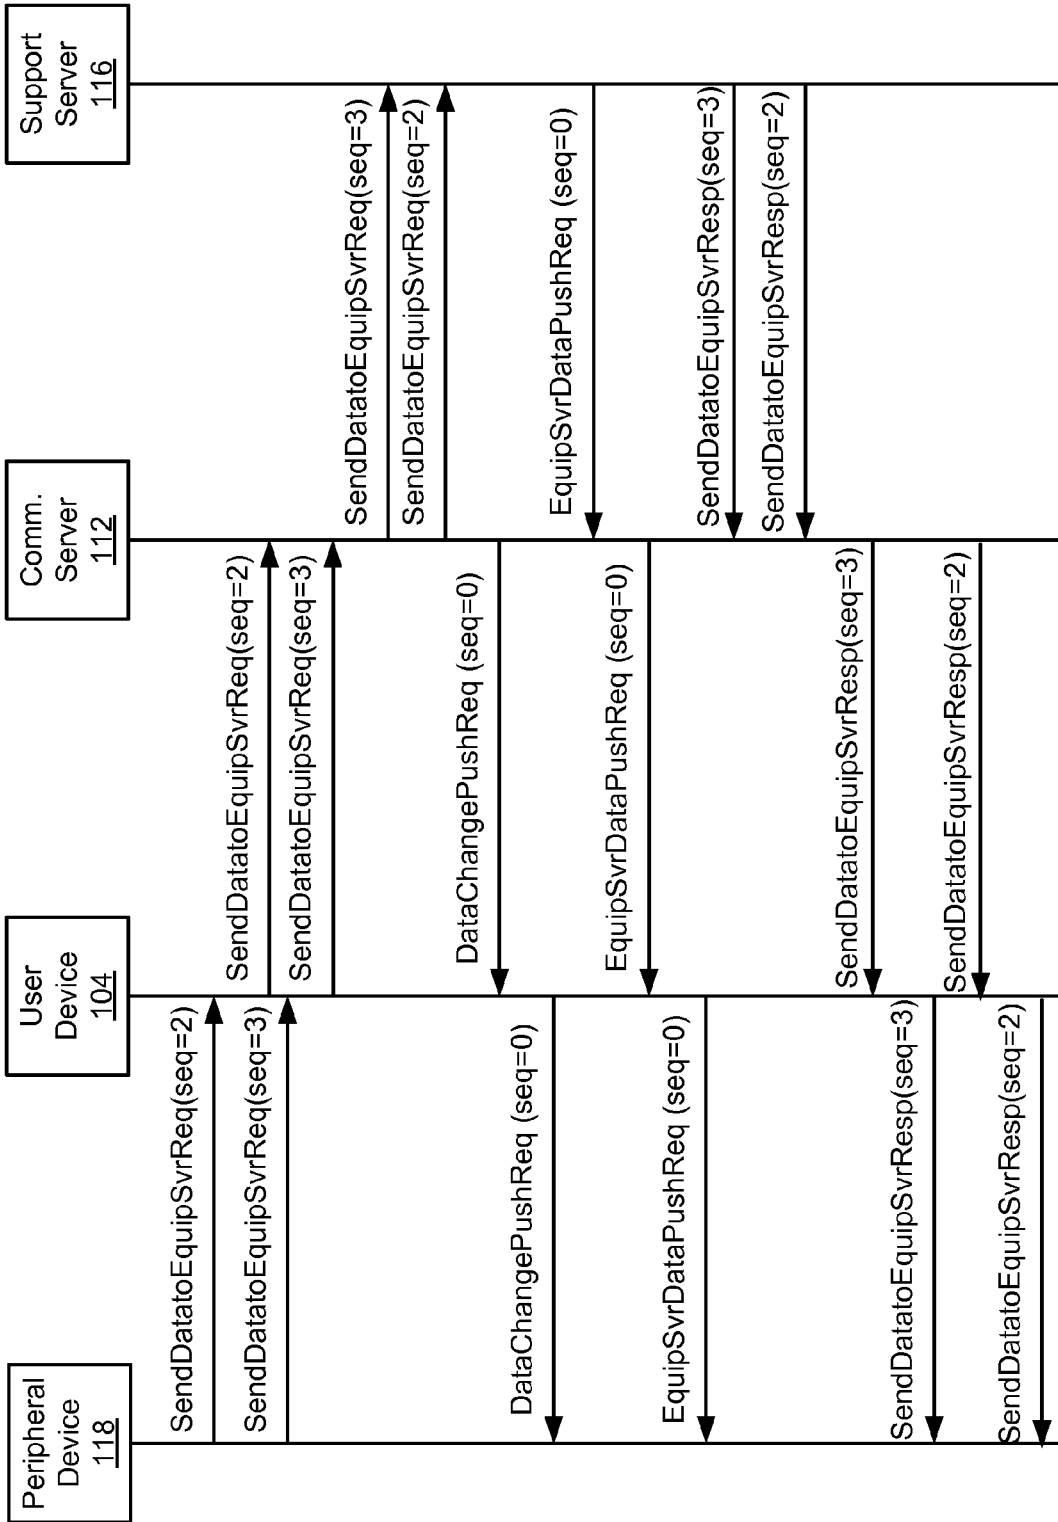 Peripheral
Device
118
User
Device
104
Comm.
Server
112
Support
Server
116
SendDatatoEquipSvrReq(seq=2)
SendDatatoEquipSvrReq(seq=2)
SendDatatoEquipSvrReq(seq=3)
SendDatatoEquipSvrReq(seq=3)
SendDatatoEquipSvrReq(seq=3)
SendDatatoEquipSvrReq(seq=2)
DataChangePushReq (seq=0)
DataChangePushReq (seq=0)
EquipSvrDataPushReq (seq=0)
EquipSvrDataPushReq (seq=0)
EquipSvrDataPushReq (seq=0)
SendDatatoEquipSvrResp(seq=3)
SendDatatoEquipSvrResp(seq=2)
SendDatatoEquipSvrResp(seq=3)
SendDatatoEquipSvrResp(seq=3)
SendDatatoEquipSvrResp(seq=2)
SendDatatoEquipSvrResp(seq=2)